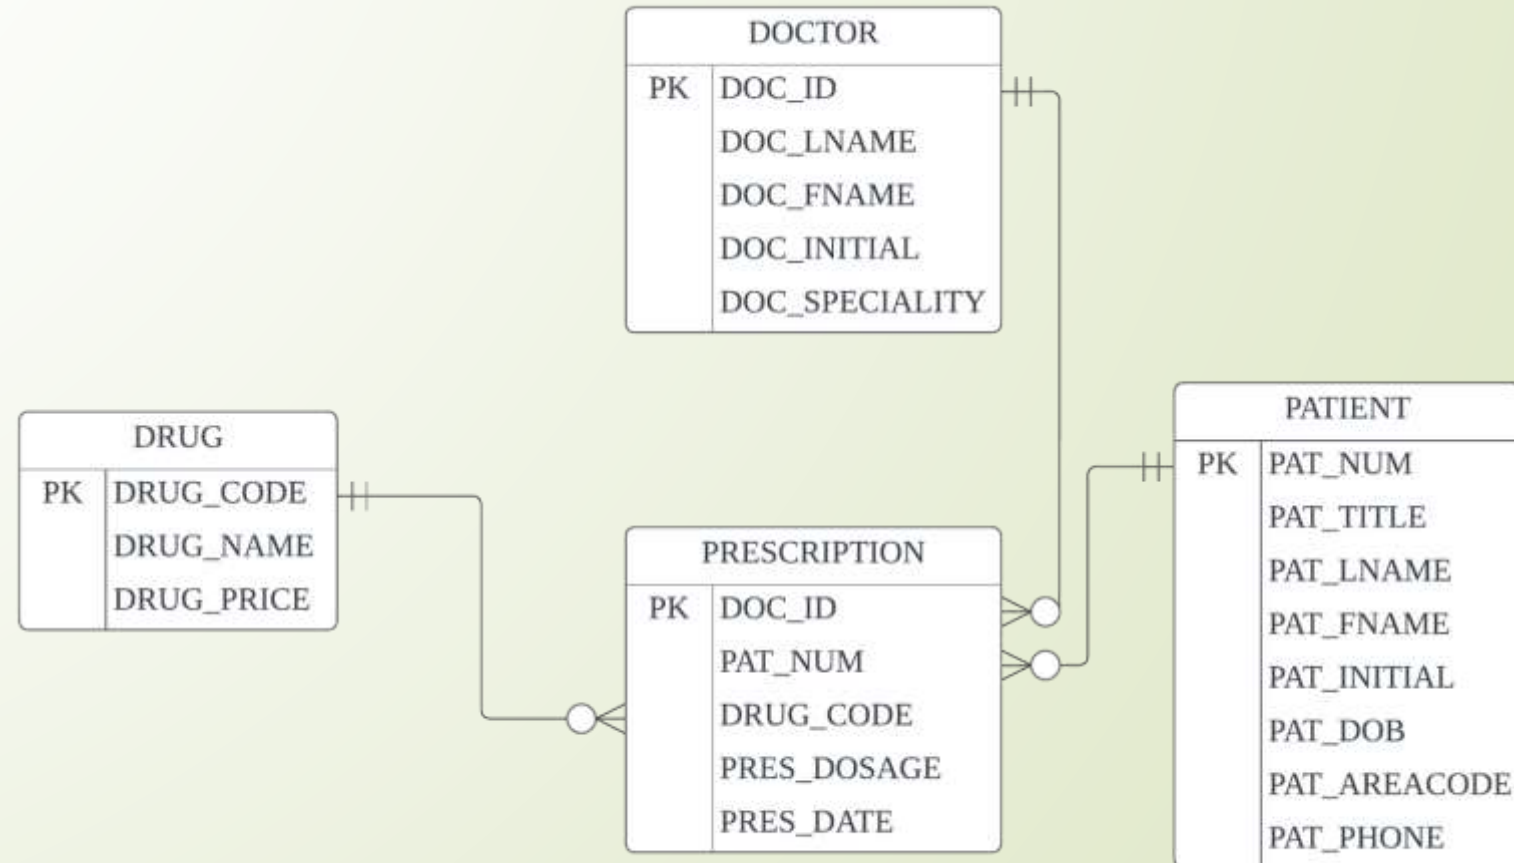 DOCTOR
PK DOC_ID
DOC_LNAME
DOC_FNAME
DOC_INITIAL
DOC_SPECIALITY
DRUG
PK DRUG_CODE
DRUG_NAME
DRUG_PRICE
PRESCRIPTION
PK DOC_ID
PAT_NUM
DRUG_CODE
PRES_DOSAGE
PRES_DATE
PATIENT
PK PAT_NUM
PAT_TITLE
PAT_LNAME
PAT_FNAME
PAT_INITIAL
PAT_DOB
PAT_AREACODE
PAT_PHONE